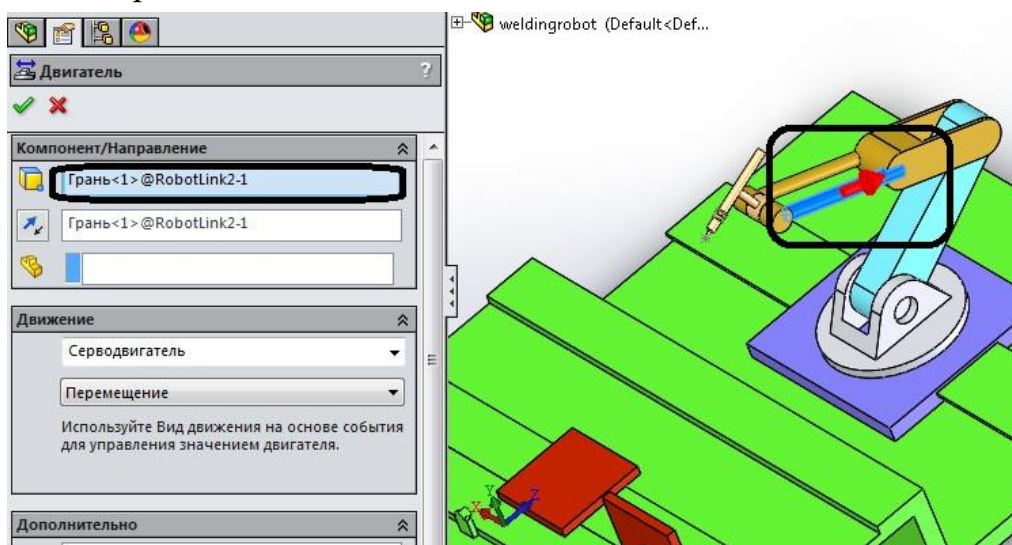 weldingrobot (Default<Def...
Двигатель
?
Компонент/Направление
Грань<1>@RobotLink2-1
Грань<1>@RobotLink2-1
Движение
Серводвигатель
Перемещение
Используйте Вид движения на основе события
для управления значением двигателя.
Дополнительно
Y
X
Z